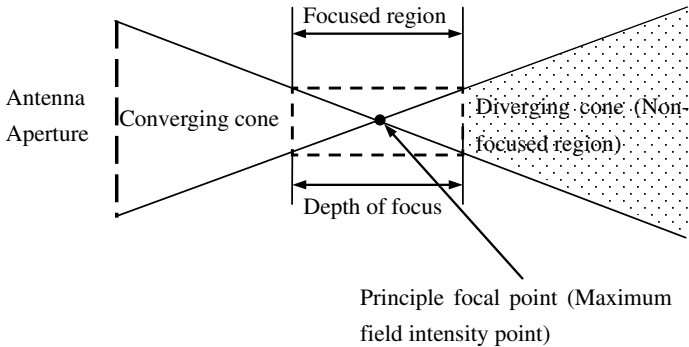 Focused region
Antenna
Aperture
Converging cone
Diverging cone (Non-
focused region)
Depth of focus
Principle focal point (Maximum
field intensity point)